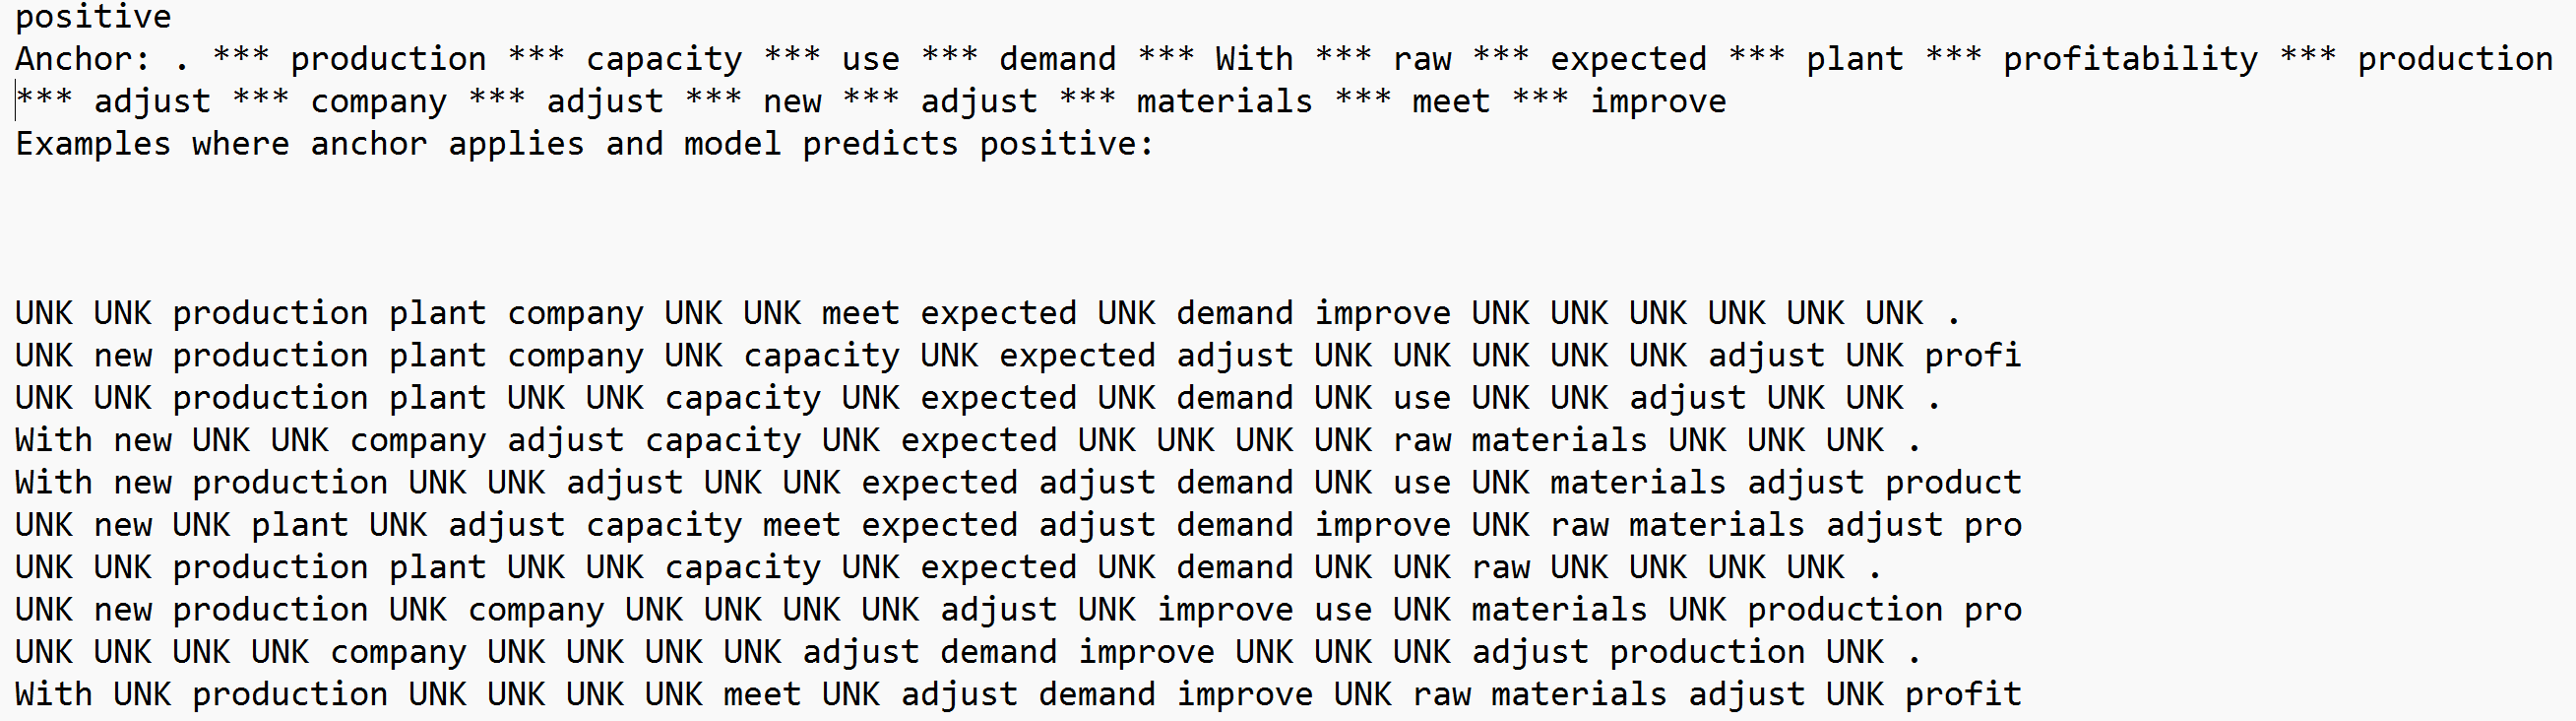 positive
Anchor: . *** production *** capacity *** use *** demand *** With *** raw *** expected *** plant *** profitability *** production
*** adjust *** company *** adjust *** new *** adjust *** materials *** meet *** improve
Examples where anchor applies and model predicts positive:
UNK UNK production plant company UNK UNK meet expected UNK demand improve UNK UNK UNK UNK UNK UNK .
UNK new production plant company UNK capacity UNK expected adjust UNK UNK UNK UNK UNK adjust UNK profi
UNK UNK production plant UNK UNK capacity UNK expected UNK demand UNK use UNK UNK adjust UNK UNK .
With new UNK UNK company adjust capacity UNK expected UNK UNK UNK UNK raw materials UNK UNK UNK .
With new production UNK UNK adjust UNK UNK expected adjust demand UNK use UNK materials adjust product
UNK new UNK plant UNK adjust capacity meet expected adjust demand improve UNK raw materials adjust pro
UNK UNK production plant UNK UNK capacity UNK expected UNK demand UNK UNK raw UNK UNK UNK UNK .
UNK new production UNK company UNK UNK UNK UNK adjust UNK improve use UNK materials UNK production pro
UNK UNK UNK UNK company UNK UNK UNK UNK adjust demand improve UNK UNK UNK adjust production UNK .
With UNK production UNK UNK UNK UNK meet UNK adjust demand improve UNK raw materials adjust UNK profit